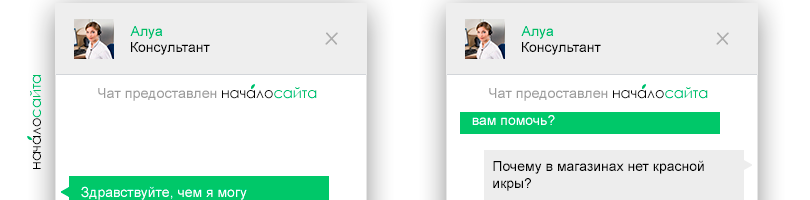 началосайта
Алуа
Консультант
Чат предоставлен началосайта
Здравствуйте, чем я могу
Алуа
Консультант
Чат предоставлен началосайта
вам помочь?
Почему в магазинах нет красной
икры?